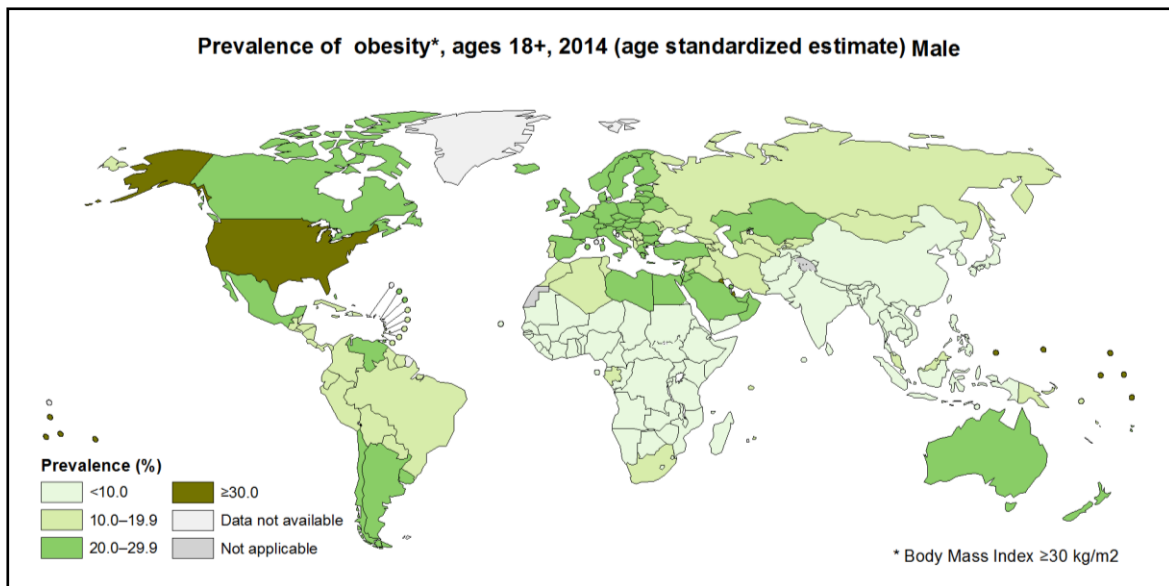 Prevalence of obesity*, ages 18+, 2014 (age standardized estimate) Male
Prevalence (%)
<10.0
10.0–19.9
20.0–29.9
≥30.0
Data not available
Not applicable
* Body Mass Index ≥30 kg/m2